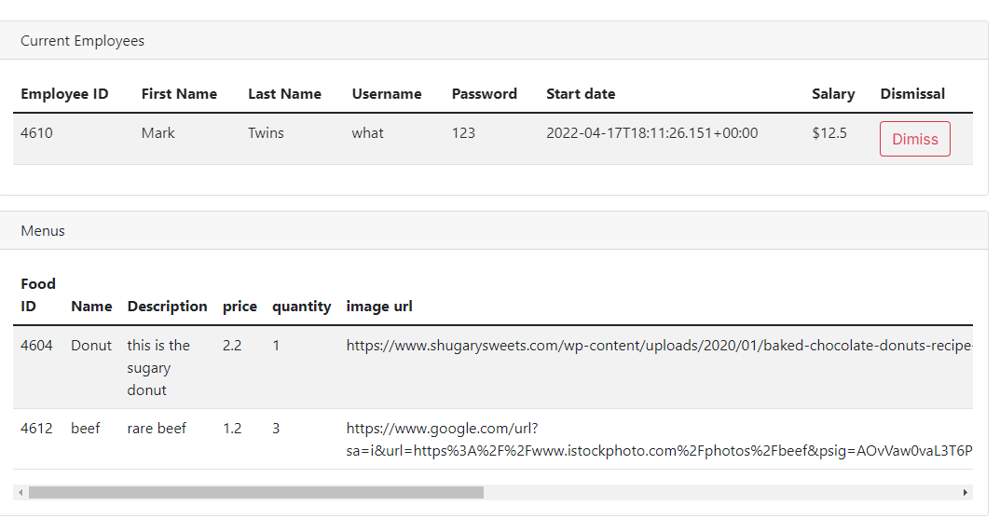 Current Employees
Employee ID First Name Last Name Username Password Start date Salary Dismissal
4610 Mark Twins what 123 2022-04-17T18:11:26.151+00:00 $12.5 Dimiss
Menus
Food
ID Name Description price quantity image url
4604 Donut this is the 2.2 1 https://www.shugarysweets.com/wp-content/uploads/2020/01/baked-chocolate-donuts-recipe-
sugary
donut
4612 beef rare beef 1.2 3 https://www.google.com/url?
sa=i&url=https%3A%2F%2Fwww.istockphoto.com%2Fphotos%2Fbeef&psig=AOvVaw0vaL3T6P